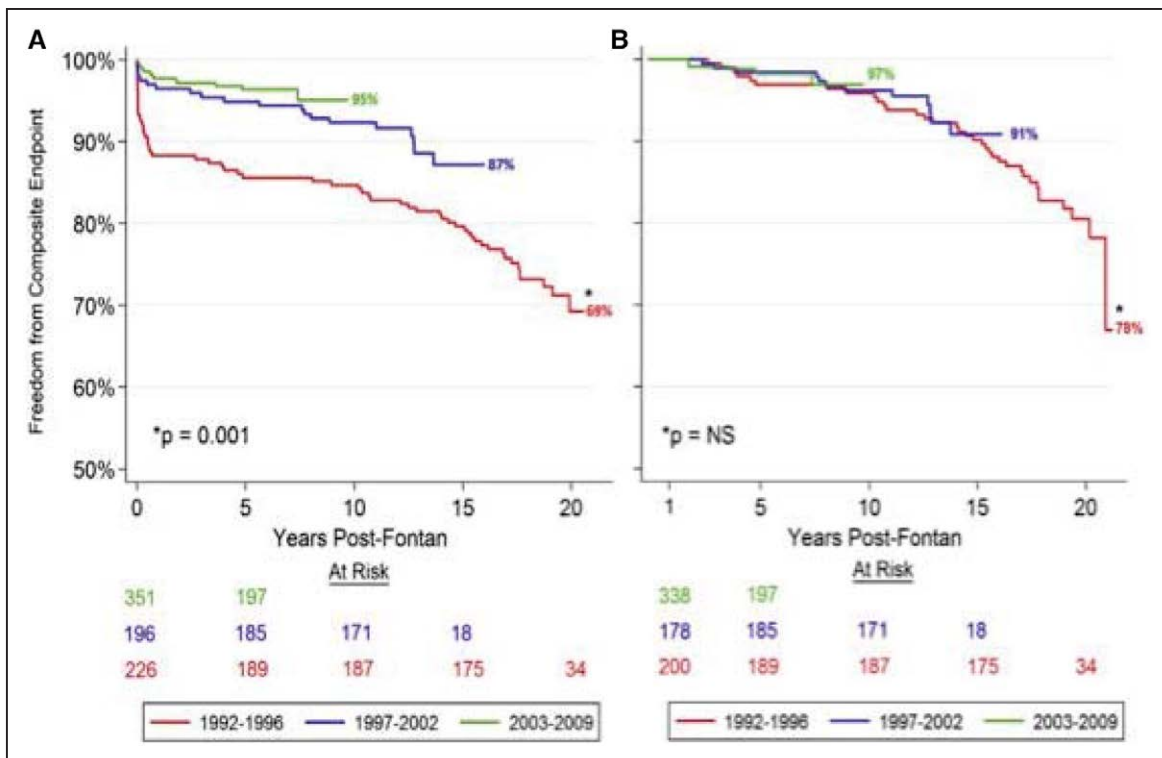 A
B
Freedom from Composite Endpoint
100%
90%
80%
70%
60%
50%
95%
87%
69%
*
*p = 0.001
0 5 10 15 20
Years Post-Fontan
At Risk
351 197
196 185 171 18
226 189 187 175 34
1992-1996 1997-2002 2003-2009
97%
91%
78%
*
*p = NS
1 5 10 15 20
Years Post-Fontan
At Risk
338 197
178 185 171 18
200 189 187 175 34
1992-1996 1997-2002 2003-2009